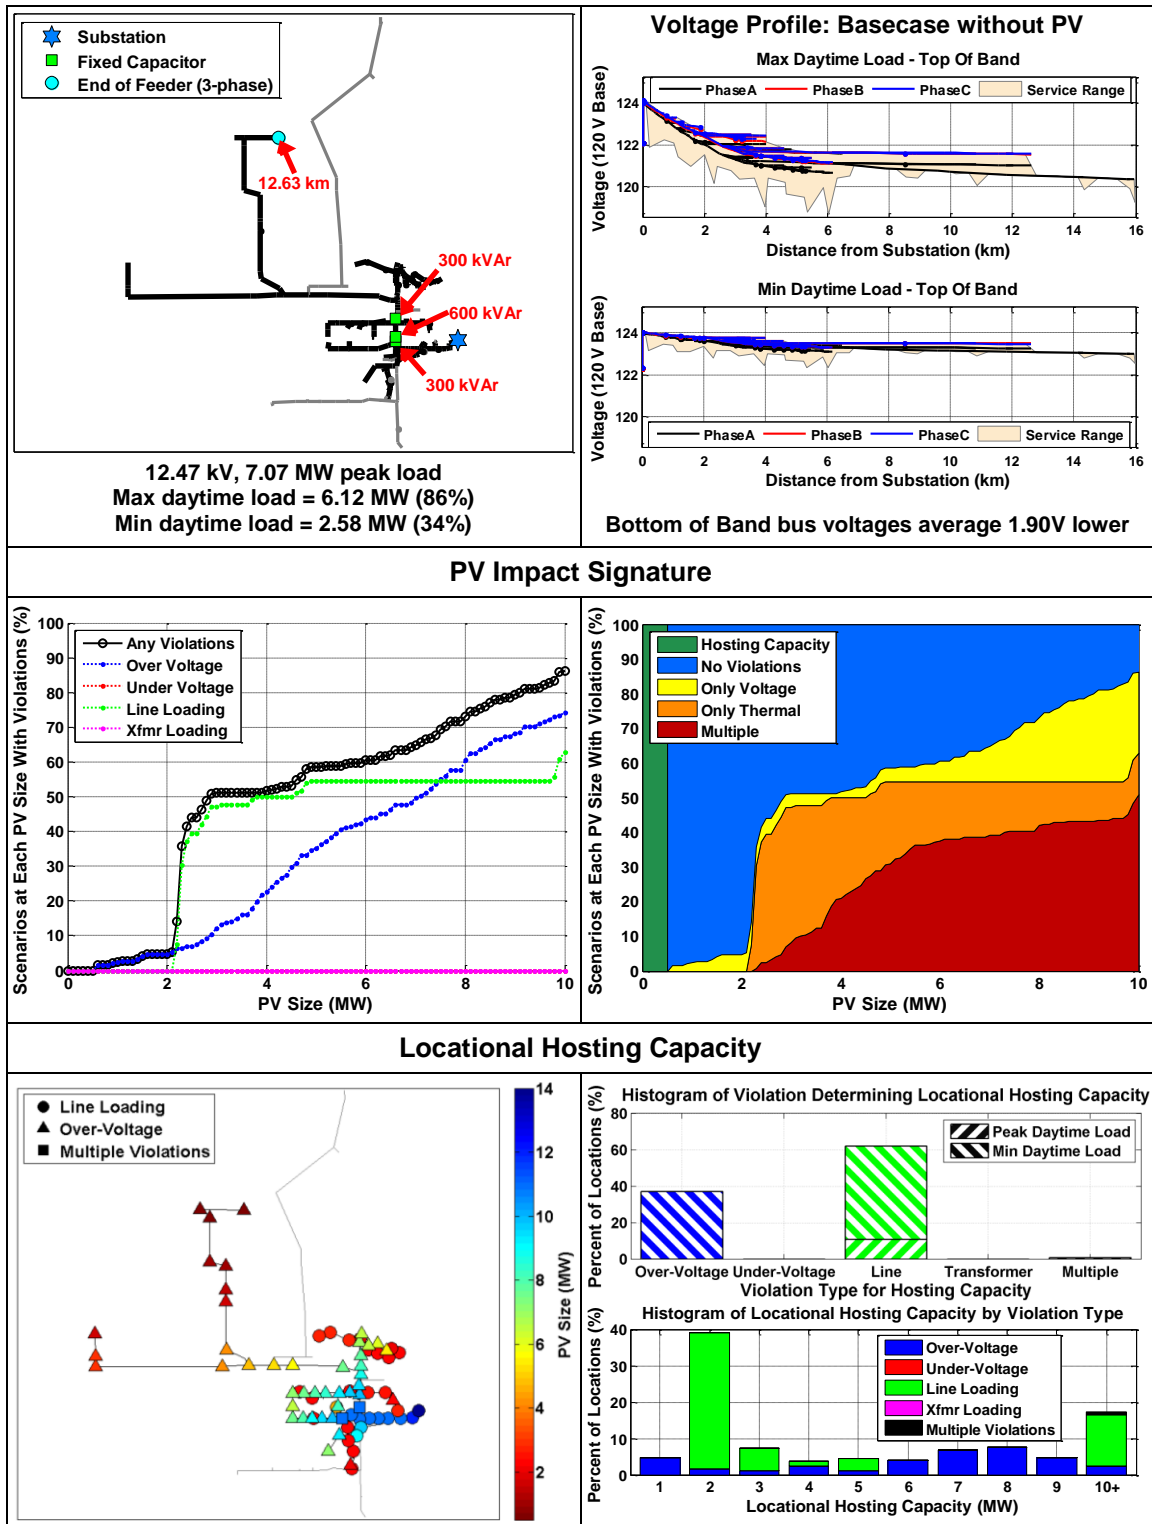 Substation
Fixed Capacitor
End of Feeder (3-phase)
12.63 km
300 kVAr
600 kVAr
300 kVAr
12.47 kV, 7.07 MW peak load
Max daytime load = 6.12 MW (86%)
Min daytime load = 2.58 MW (34%)
Voltage Profile: Basecase without PV
Max Daytime Load - Top Of Band
Voltage (120 V Base)
124
122
120
PhaseA PhaseB PhaseC Service Range
0 2 4 6 8 10 12 14 16
Distance from Substation (km)
Min Daytime Load - Top Of Band
Voltage (120 V Base)
124
122
120
PhaseA PhaseB PhaseC Service Range
0 2 4 6 8 10 12 14 16
Distance from Substation (km)
Bottom of Band bus voltages average 1.90V lower
PV Impact Signature
Scenarios at Each PV Size With Violations (%)
100
90
80
70
60
50
40
30
20
10
0
Any Violations
Over Voltage
Under Voltage
Line Loading
Xfmr Loading
0 2 4 6 8 10
PV Size (MW)
Scenarios at Each PV Size With Violations (%)
100
90
80
70
60
50
40
30
20
10
0
Hosting Capacity
No Violations
Only Voltage
Only Thermal
Multiple
0 2 4 6 8 10
PV Size (MW)
Locational Hosting Capacity
Line Loading
Over-Voltage
Multiple Violations
14
12
10
8
6
4
2
PV Size (MW)
Histogram of Violation Determining Locational Hosting Capacity
Percent of Locations (%)
80
60
40
20
0
Peak Daytime Load
Min Daytime Load
Over-Voltage Under-Voltage Line Transformer Multiple
Violation Type for Hosting Capacity
Histogram of Locational Hosting Capacity by Violation Type
Percent of Locations (%)
40
30
20
10
0
Over-Voltage
Under-Voltage
Line Loading
Xfmr Loading
Multiple Violations
1 2 3 4 5 6 7 8 9 10+
Locational Hosting Capacity (MW)